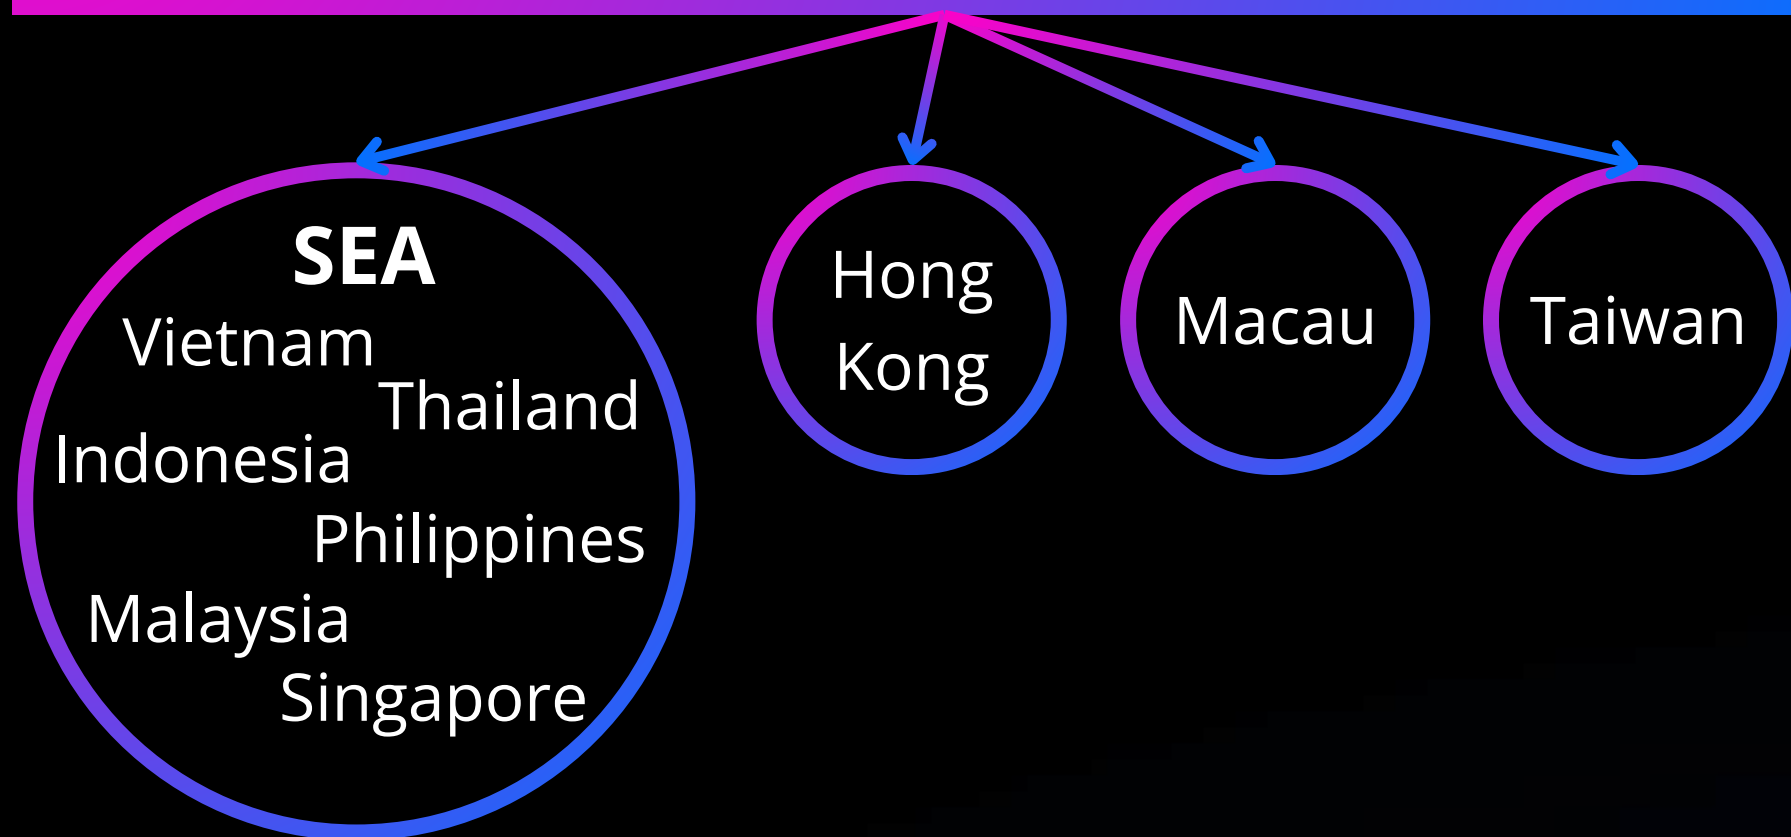 SEA
Vietnam
Thailand
Indonesia
Philippines
Malaysia
Singapore
Hong
Kong
Macau
Taiwan